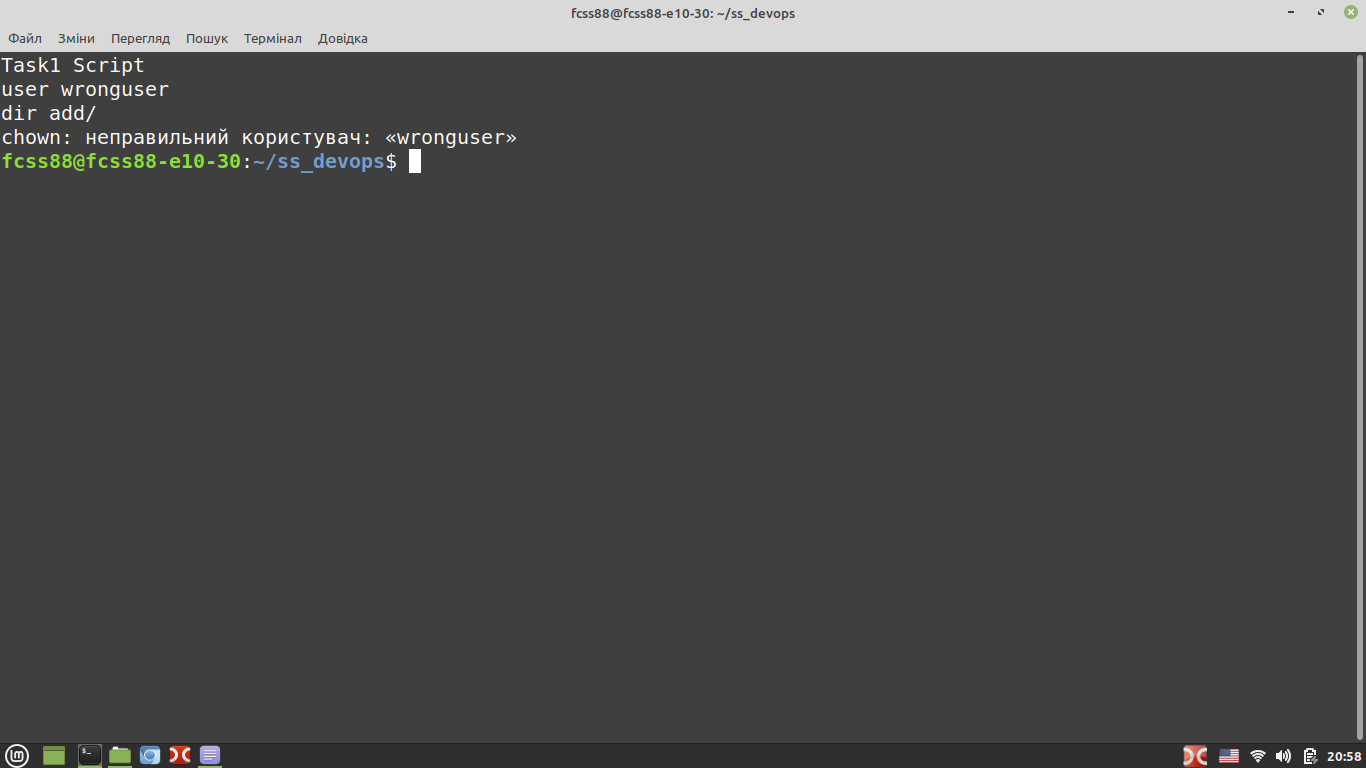 fcss88@fcss88-e10-30: ~/ss_devops
Файл Зміни Перегляд Пошук Термінал Довідка
Task1 Script
user wronguser
dir add/
chown: неправильний користувач: «wronguser»
fcss88@fcss88-e10-30:~/ss_devops$
20:58